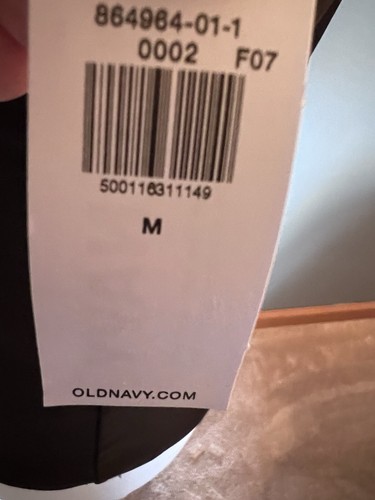 864964-01-1
0002 F07
500116311149
M
OLDNAVY.COM